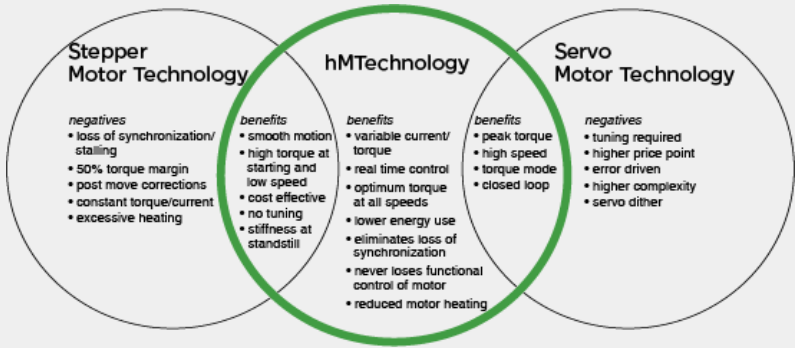 Stepper
Motor Technology
negatives
• loss of synchronization/
stalling
• 50% torque margin
• post move corrections
• constant torque/current
• excessive heating
benefits
• smooth motion
• high torque at
starting and
low speed
• cost effective
• no tuning
• stiffness at
standstill
hMTechnology
benefits
• variable current/
torque
• real time control
• optimum torque
at all speeds
• lower energy use
• eliminates loss of
synchronization
• never loses functional
control of motor
• reduced motor heating
benefits
• peak torque
• high speed
• torque mode
• closed loop
Servo
Motor Technology
negatives
• tuning required
• higher price point
• error driven
• higher complexity
• servo dither